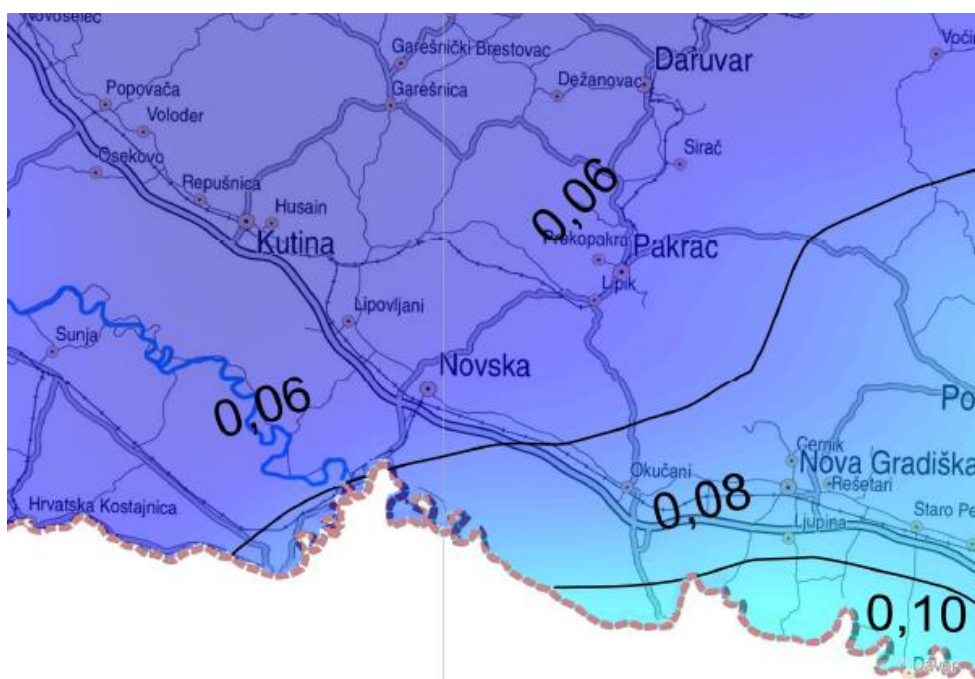 Novoselec
Garešnički Brestovac
Daruvar
Voćin
Dežanovac
Popovača
Garešnica
Voloder
Osekovo
Sirač
Repušnica
0,06
Husain
Kutina
Prekopakra
Pakrac
Lipik
Lipovljani
Sunja
Novska
0,06
Po
Cernik
Nova Gradiška
Okučani
Rešetari
0,08
Hrvatska Kostajnica
Staro Pe
Ljupina
0,10
Davor